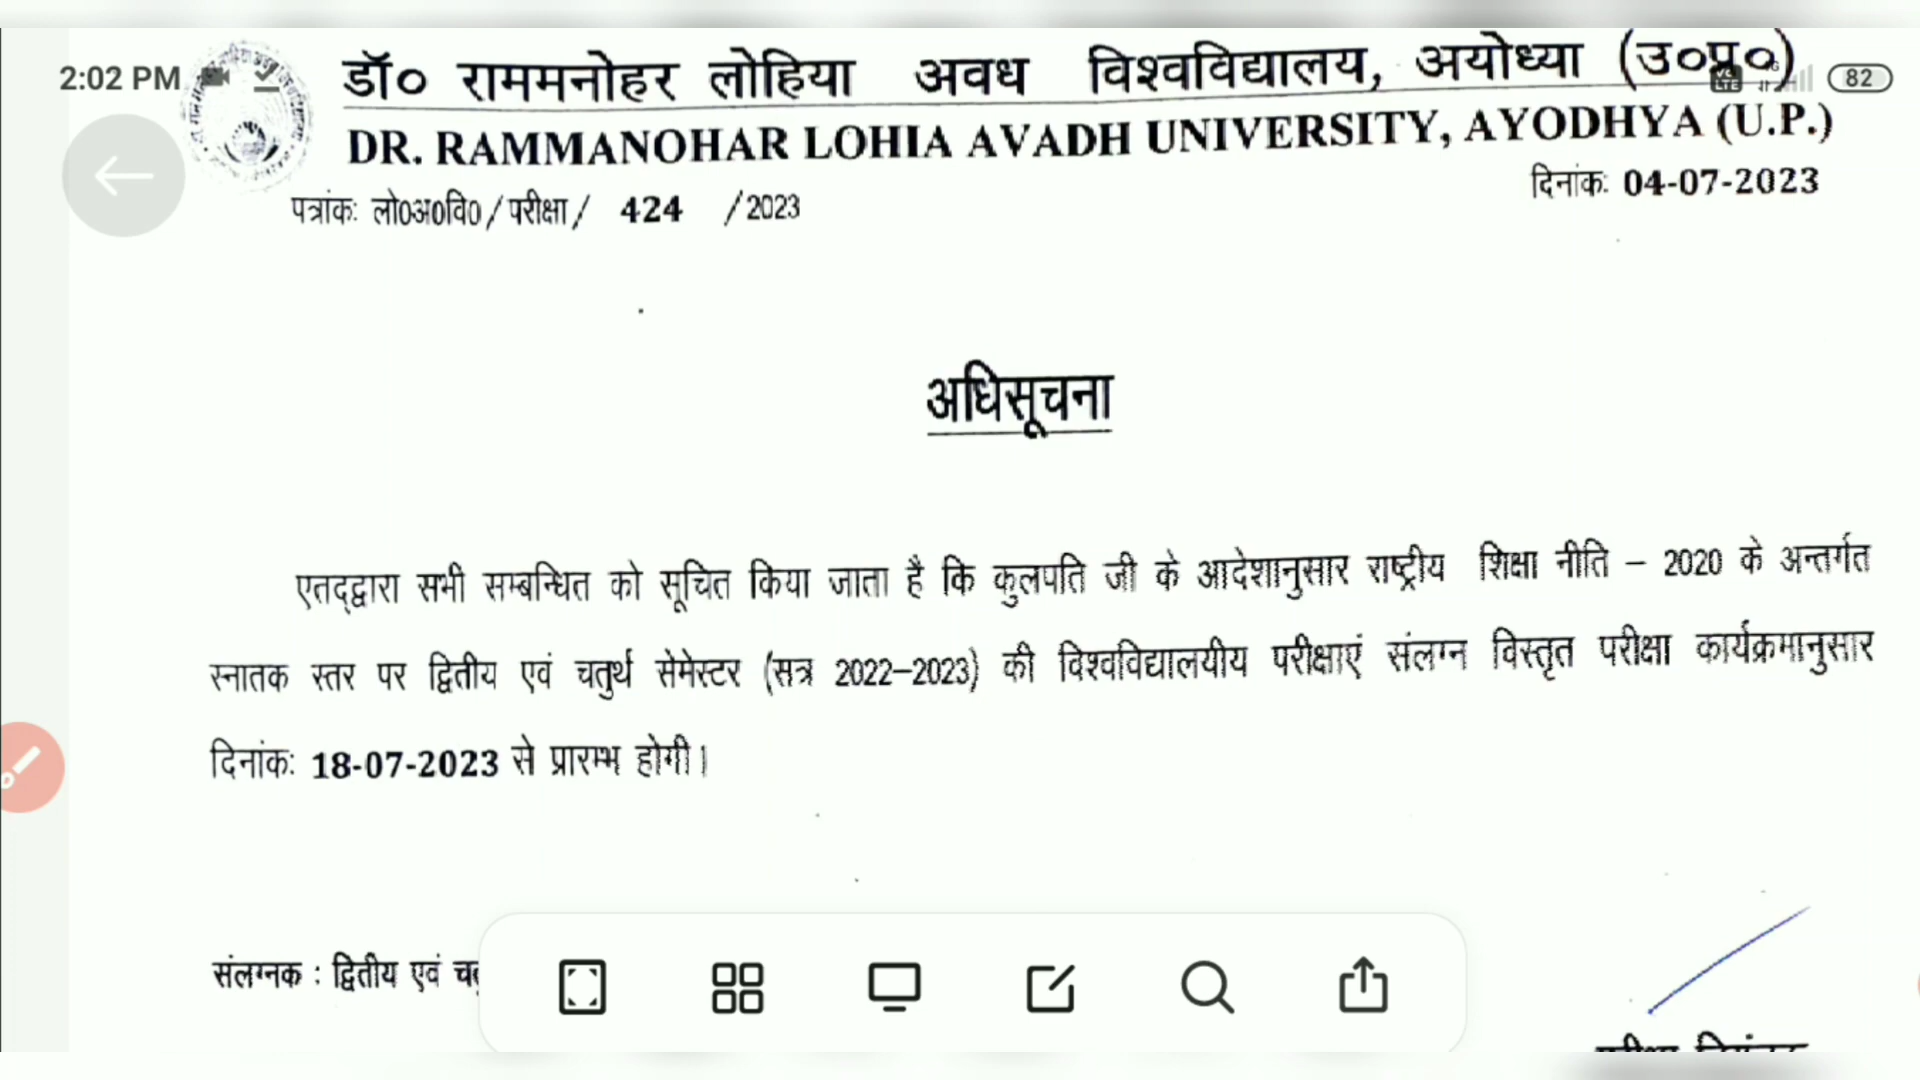 2:02 PM
82
डॉ० राममनोहर लोहिया अवध विश्वविद्यालय, अयोध्या (उ०प्र०)
DR. RAMMANOHAR LOHIA AVADH UNIVERSITY, AYODHYA (U.P.)
दिनांकः 04-07-2023
पत्रांकः लो0अ0वि0/परीक्षा/ 424 /2023
अधिसूचना
एतद्द्वारा सभी सम्बन्धित को सूचित किया जाता है कि कुलपति जी के आदेशानुसार राष्ट्रीय शिक्षा नीति – 2020 के अन्तर्गत
स्नातक स्तर पर द्वितीय एवं चतुर्थ सेमेस्टर (सत्र 2022–2023) की विश्वविद्यालयीय परीक्षाएं संलग्न विस्तृत परीक्षा कार्यक्रमानुसार
दिनांकः 18-07-2023 से प्रारम्भ होगी।
संलग्नक : द्वितीय एवं